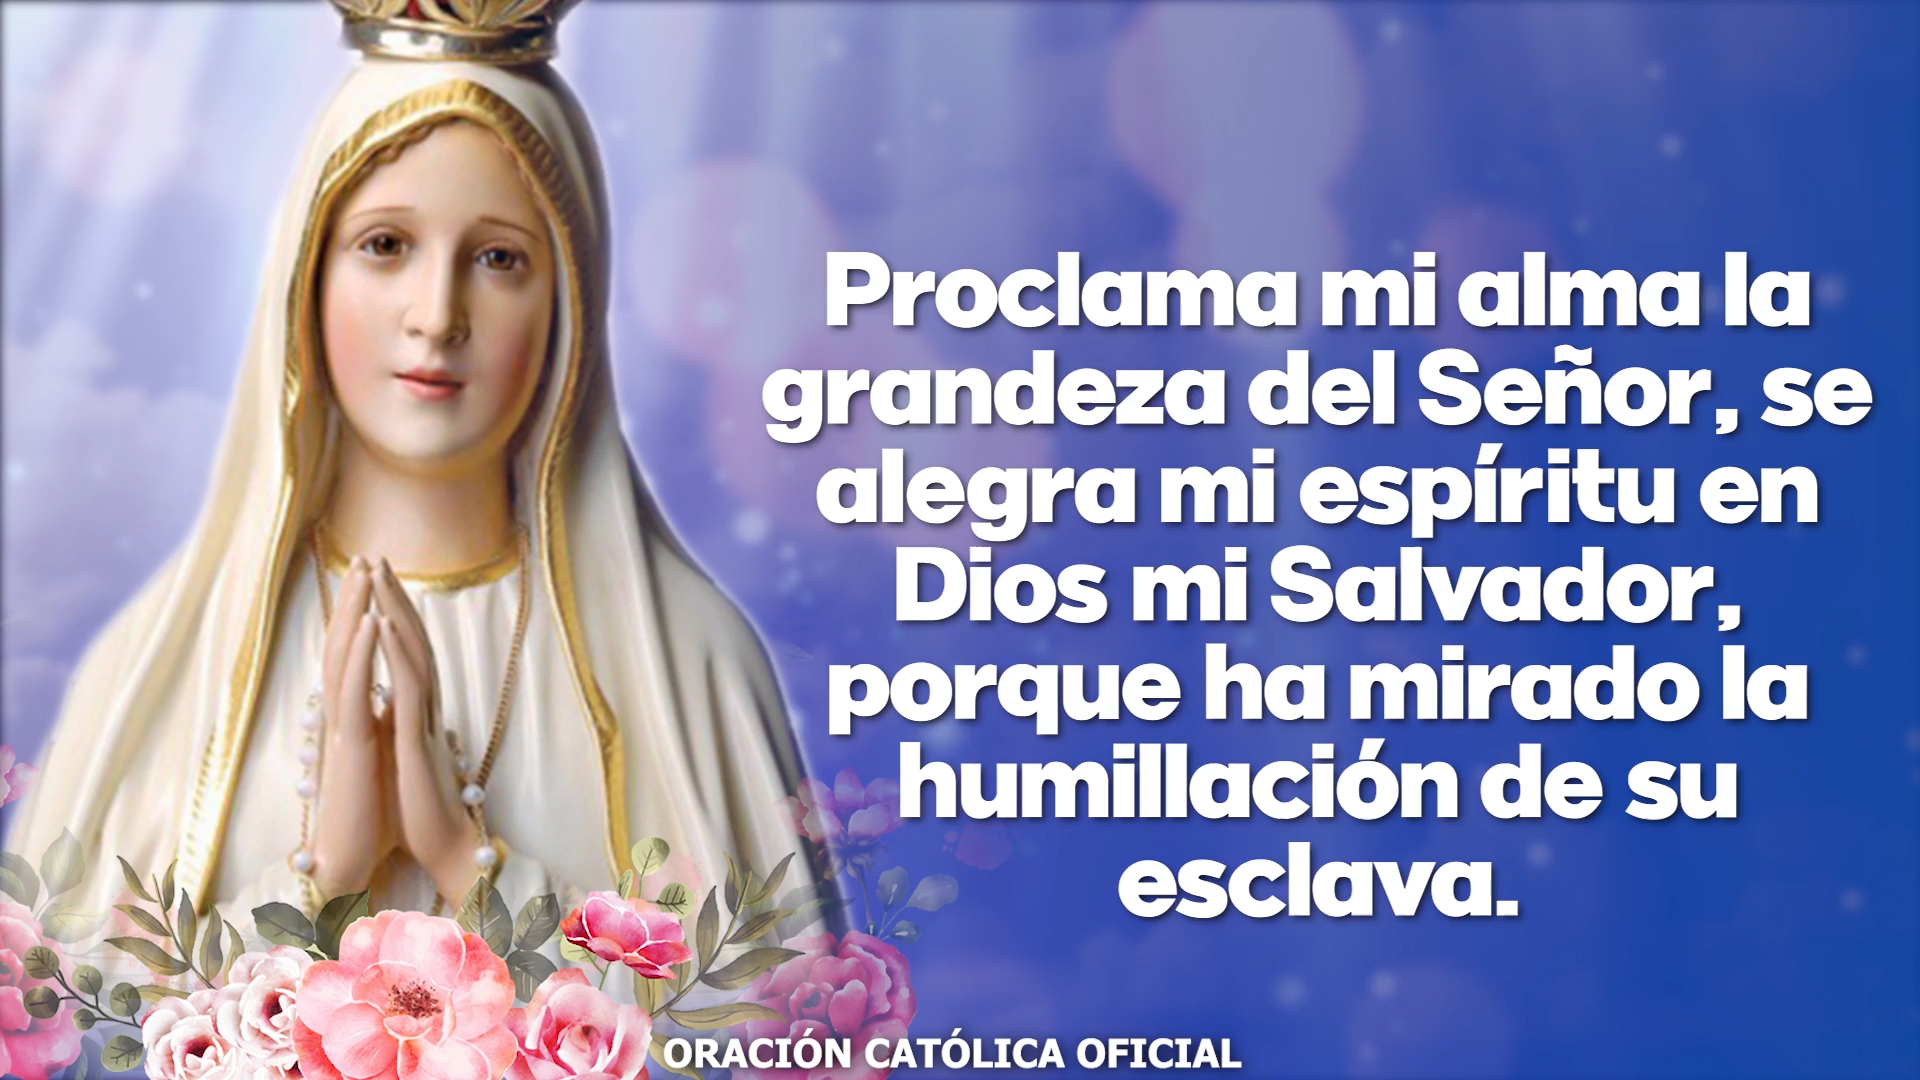 Proclama mi alma la
grandeza del Señor, se
alegra mi espíritu en
Dios mi Salvador,
porque ha mirado la
humillación de su
esclava.
ORACIÓN CATÓLICA OFICIAL